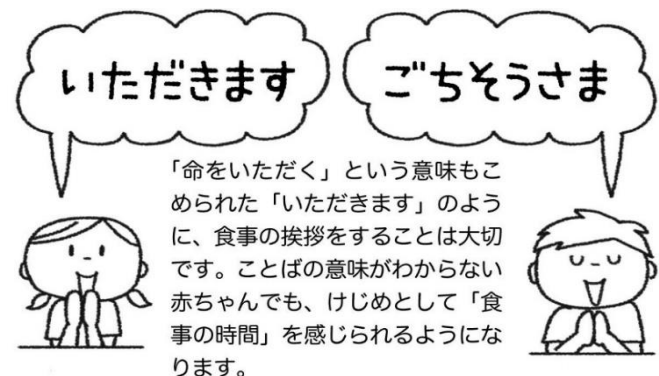 いただきます
ごちそうさま
「命をいただく」という意味もこ
められた「いただきます」のよう
に、食事の挨拶をすることは大切
です。ことばの意味がわからない
赤ちゃんでも、けじめとして「食
事の時間」を感じられるようにな
ります。